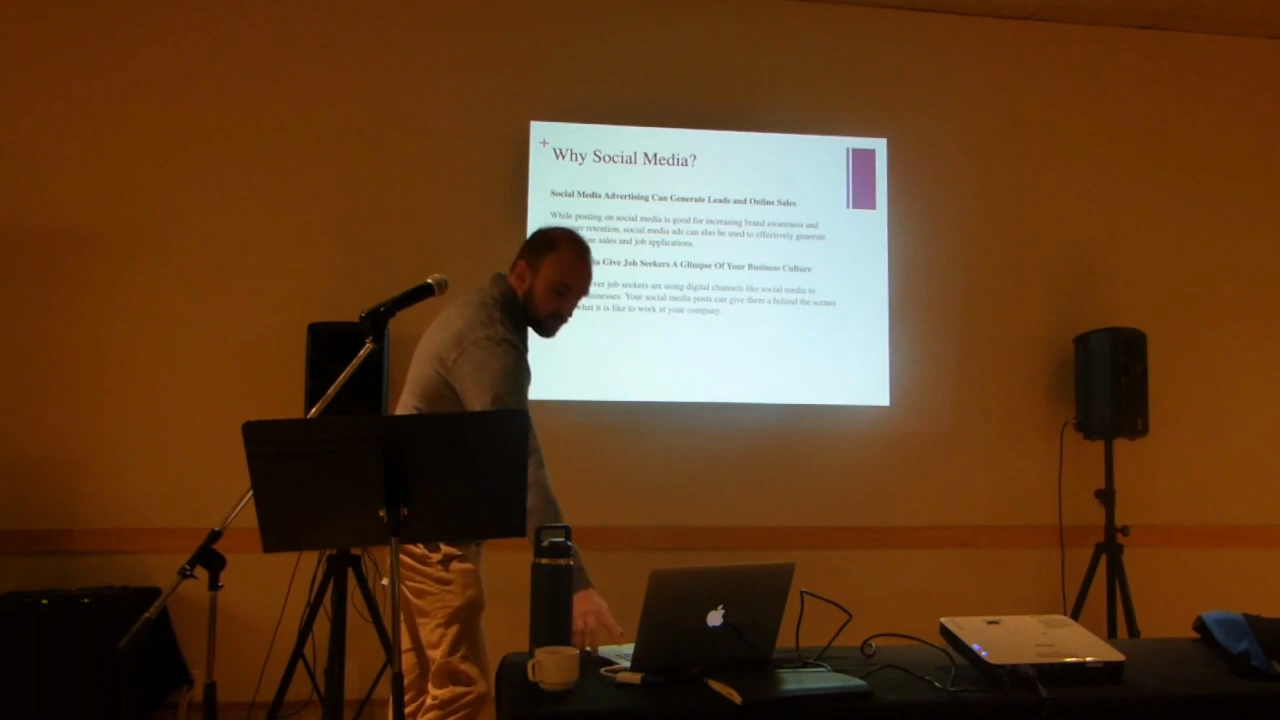 +
Why Social Media?
Social Media Advertising Can Generate Leads and Online Sales
While posting on social media is good for increasing brand awareness and
retention, social media ads can also be used to effectively generate
sales and job applications.
Give Job Seekers A Glimpse Of Your Business Culture
job seekers are using digital channels like social media to
Your social media posts can give them a behind the scenes
what it is like to work at your company.